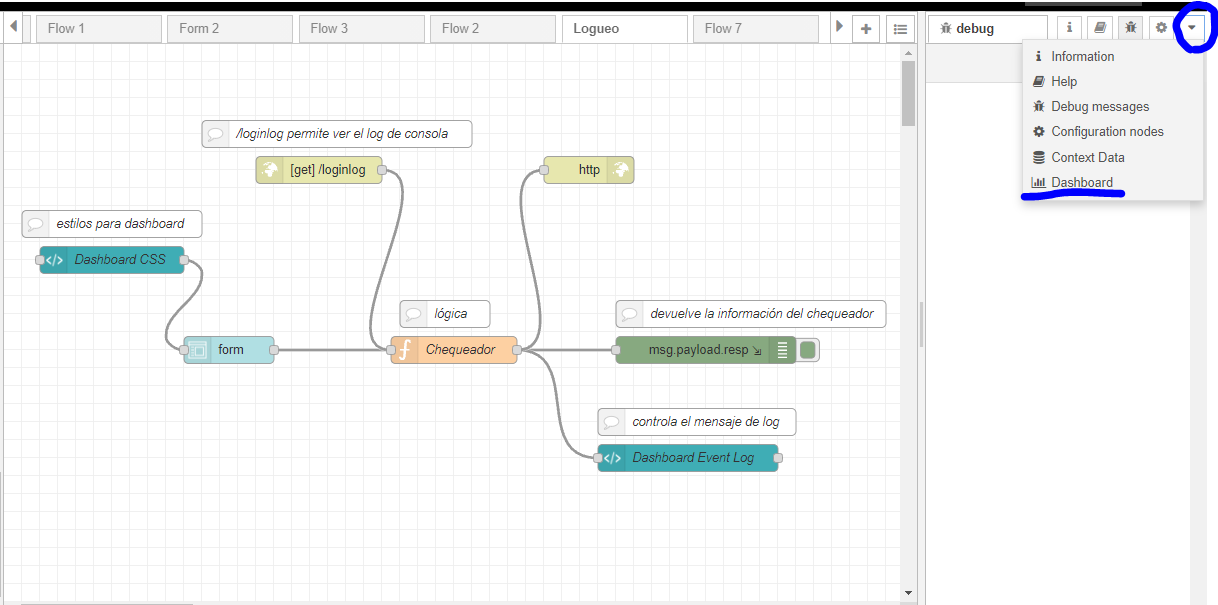 Flow 1
Form 2
Flow 3
Flow 2
Logueo
Flow 7
debug
Information
Help
Debug messages
Configuration nodes
Context Data
Dashboard
/loginlog permite ver el log de consola
[get] /loginlog
http
estilos para dashboard
Dashboard CSS
lógica
devuelve la información del chequeador
form
Chequeador
msg.payload.resp
controla el mensaje de log
Dashboard Event Log